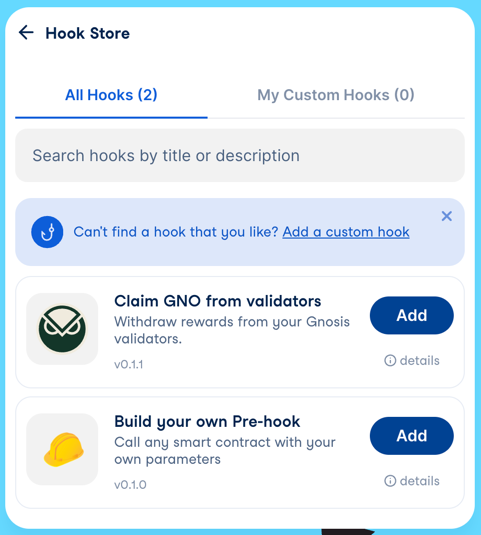 Hook Store
All Hooks (2)
My Custom Hooks (0)
Search hooks by title or description
Can't find a hook that you like? Add a custom hook
Claim GNO from validators
Withdraw rewards from your Gnosis
validators.
v0.1.1
Add
details
Build your own Pre-hook
Call any smart contract with your
own parameters
v0.1.0
Add
details